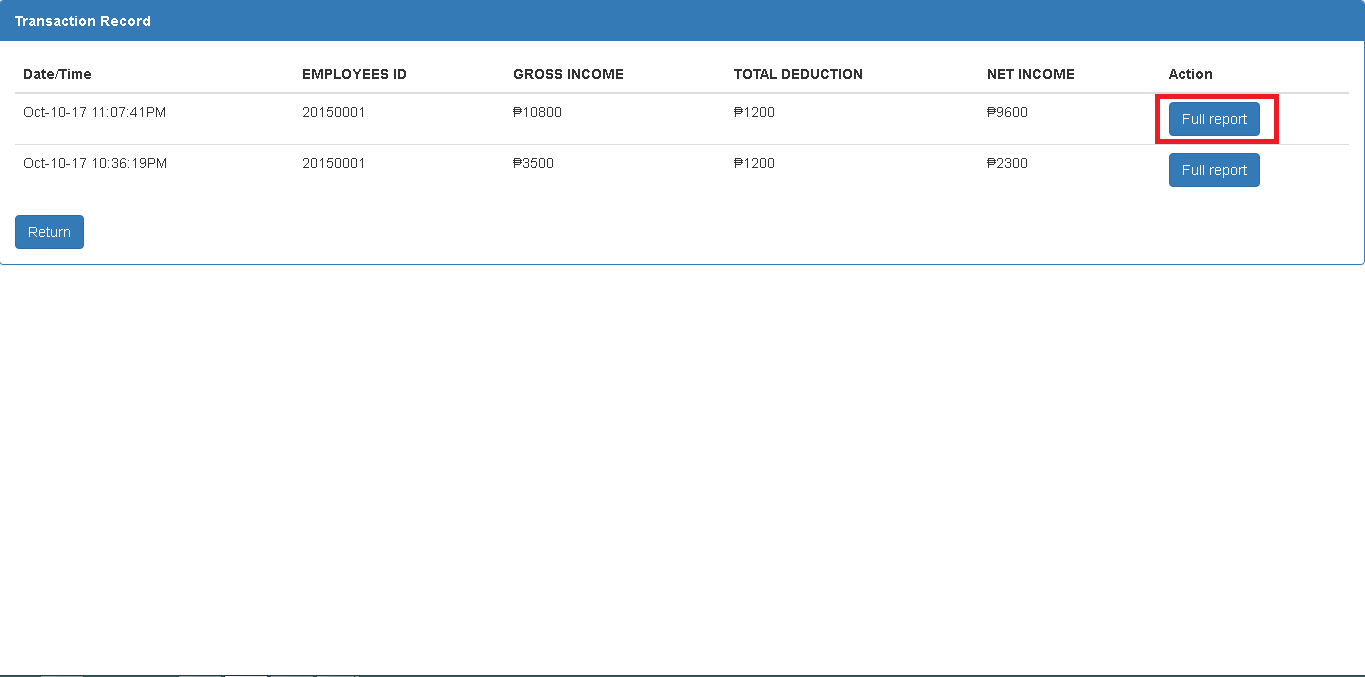 Transaction Record
Date/Time EMPLOYEES ID GROSS INCOME TOTAL DEDUCTION NET INCOME Action
Oct-10-17 11:07:41PM 20150001 ₱10800 ₱1200 ₱9600 Full report
Oct-10-17 10:36:19PM 20150001 ₱3500 ₱1200 ₱2300 Full report
Return